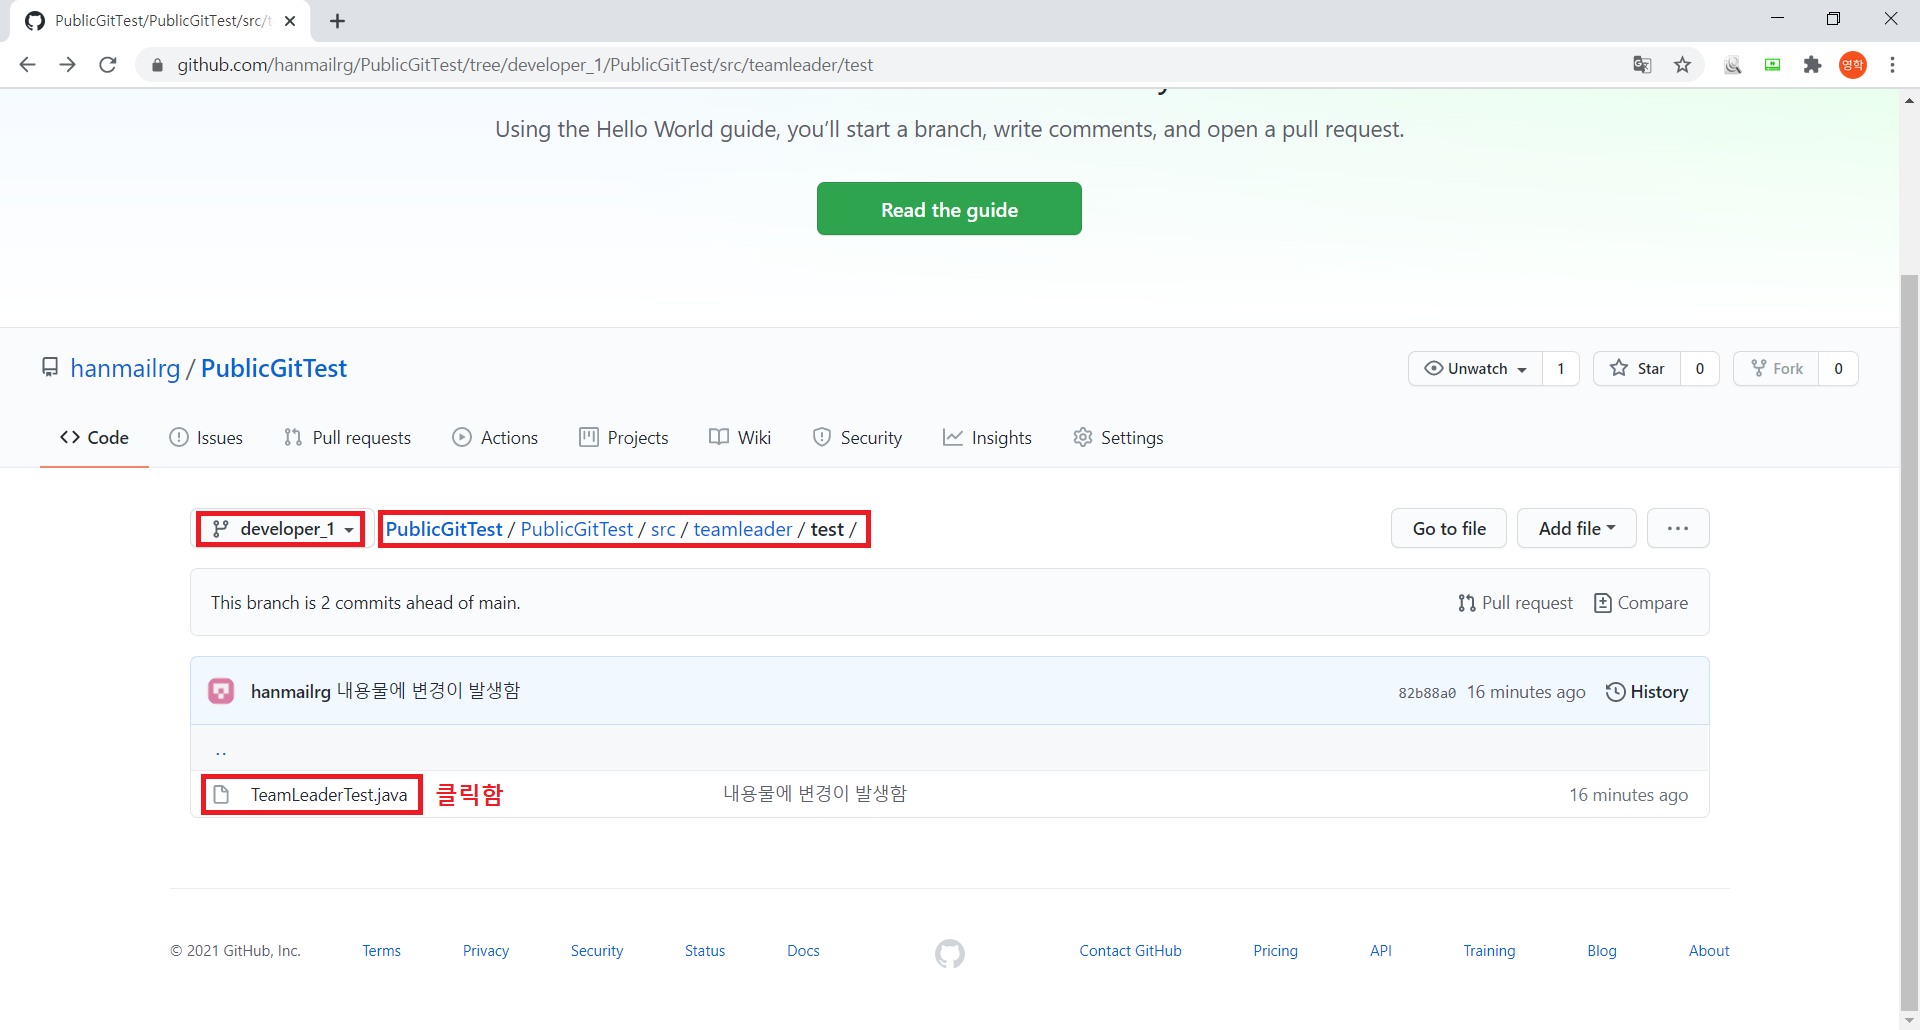 PublicGitTest/PublicGitTest/src/t
github.com/hanmailrg/PublicGitTest/tree/developer_1/PublicGitTest/src/teamleader/test
영학
Using the Hello World guide, you’ll start a branch, write comments, and open a pull request.
Read the guide
hanmailrg / PublicGitTest
Unwatch 1 Star 0 Fork 0
Code Issues Pull requests Actions Projects Wiki Security Insights Settings
developer_1 PublicGitTest / PublicGitTest / src / teamleader / test / Go to file Add file ...
This branch is 2 commits ahead of main. Pull request Compare
hanmailrg 내용물에 변경이 발생함 82b88a0 16 minutes ago History
..
TeamLeaderTest.java 클릭함 내용물에 변경이 발생함 16 minutes ago
© 2021 GitHub, Inc. Terms Privacy Security Status Docs Contact GitHub Pricing API Training Blog About